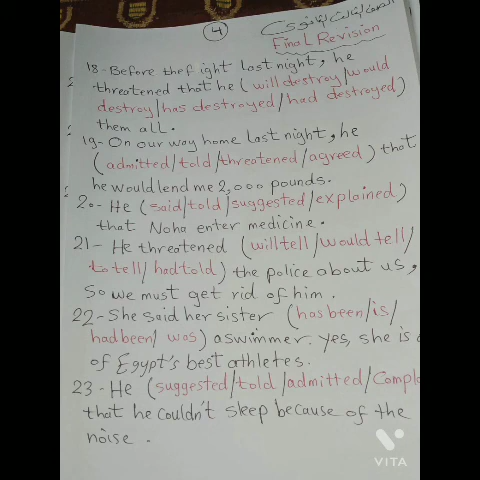 4
Final Revision
18-Before the fight last night, he
threatened that he (will destroy/would
destroy/has destroyed/had destroyed)
them all.
19- On our way home last night, he
(admitted/told/threatened/agreed) that
he would lend me 2,000 pounds.
20- He (said/told/suggested/explained)
that Noha enter medicine.
21- He threatened (will tell/would tell/
to tell/had told) the police about us,
so we must get rid of him.
22- She said her sister (has been/is/
had been/was) a swimmer. yes, she is
of Egypt's best athletes.
23- He (suggested/told/admitted/Compla
that he couldn't sleep because of the
noise.
VITA